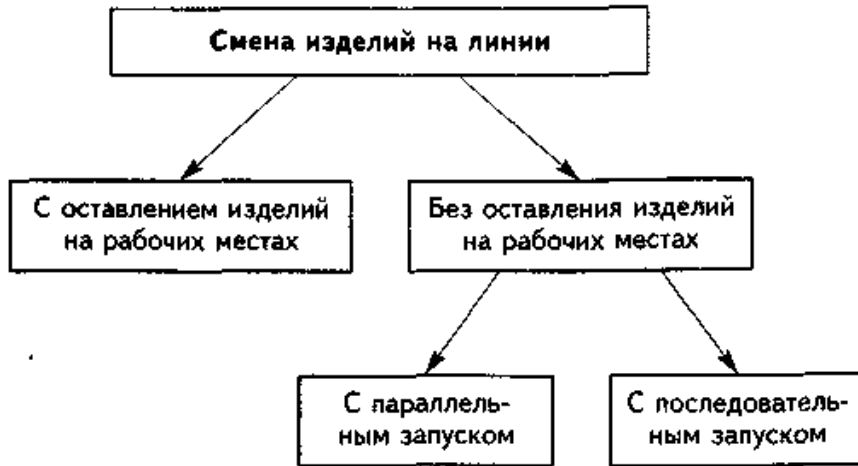 Смена изделий на линии
С оставлением изделий
на рабочих местах
Без оставления изделий
на рабочих местах
С параллель-
ным запуском
С последователь-
ным запуском